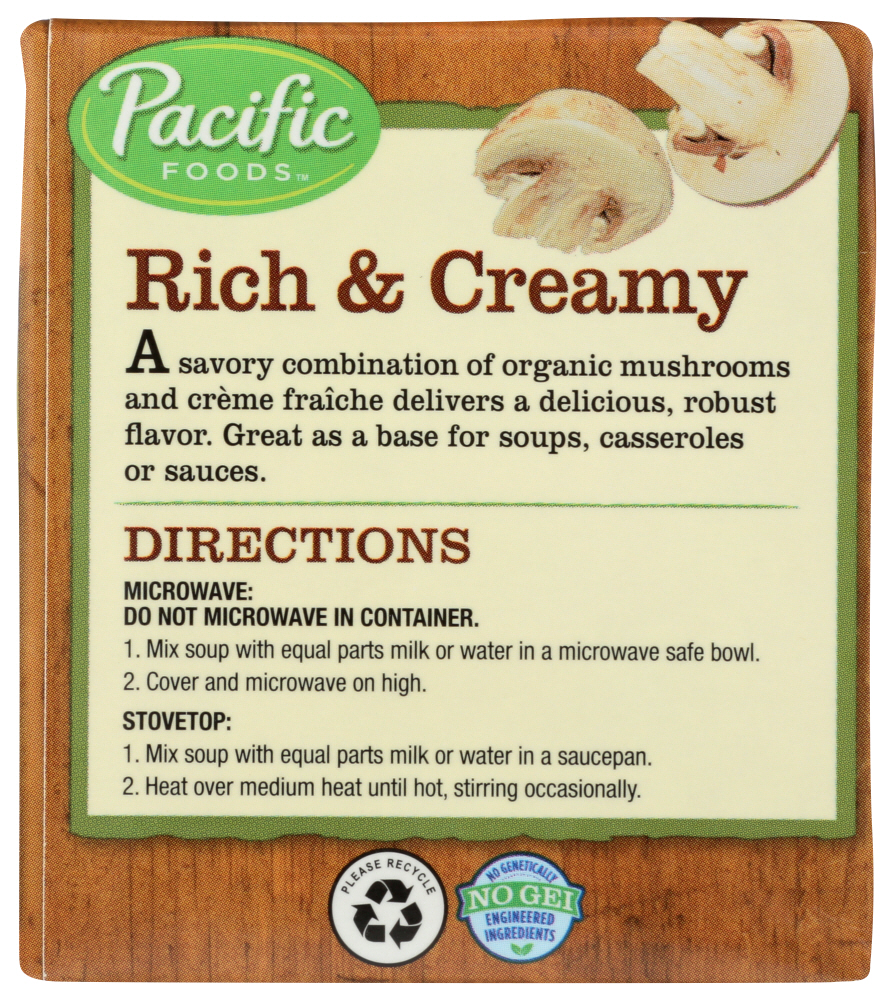 Pacific
FOODS™
Rich & Creamy
A savory combination of organic mushrooms
and crème fraîche delivers a delicious, robust
flavor. Great as a base for soups, casseroles
or sauces.
DIRECTIONS
MICROWAVE:
DO NOT MICROWAVE IN CONTAINER.
1. Mix soup with equal parts milk or water in a microwave safe bowl.
2. Cover and microwave on high.
STOVETOP:
1. Mix soup with equal parts milk or water in a saucepan.
2. Heat over medium heat until hot, stirring occasionally.
PLEASE RECYCLE
NO GENETICALLY
NO GEI
ENGINEERED
INGREDIENTS